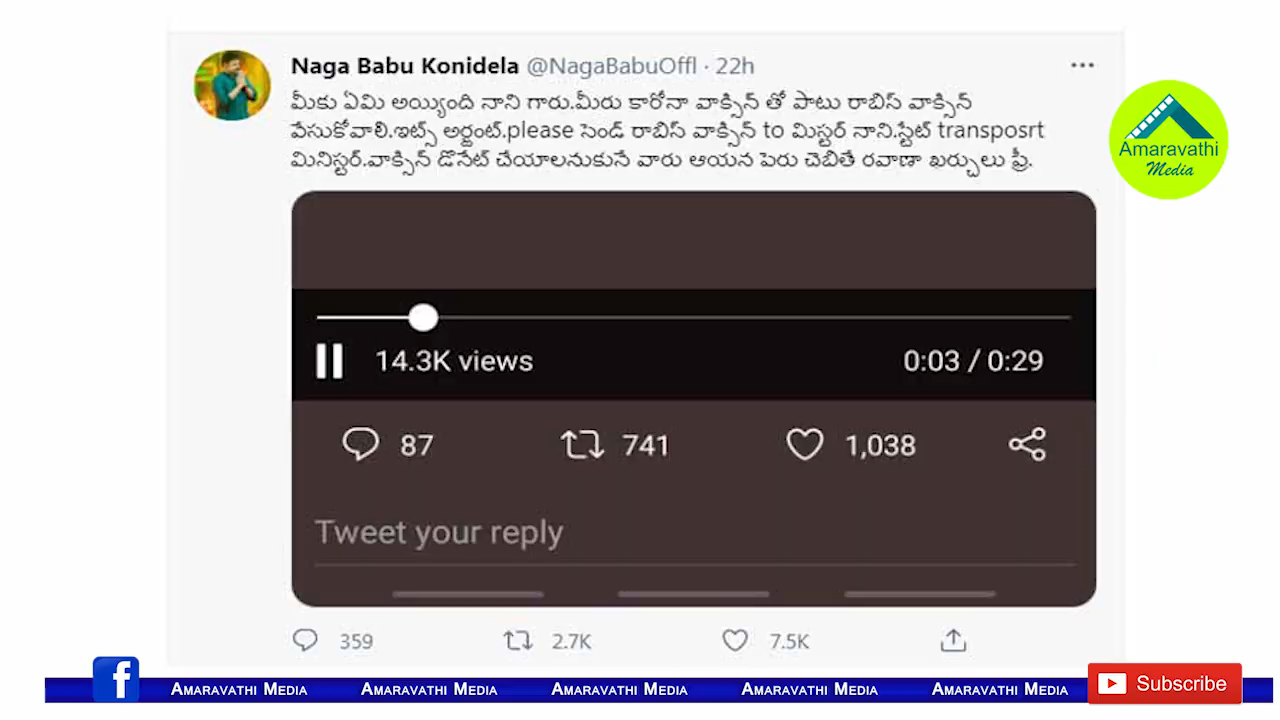 Naga Babu Konidela @NagaBabuOffl · 22h
మీకు ఏమి అయ్యింది నాని గారు.మీరు కారోనా వాక్సిన్ తో పాటు రాబిస్ వాక్సిన్
వేసుకోవాలి.ఇట్స్ అర్జంట్.please సెండ్ రాబిస్ వాక్సిన్ to మిస్టర్ నాని.స్టేట్ transposrt
మినిస్టర్.వాక్సిన్ డొనేట్ చేయాలనుకునే వారు ఆయన పెరు చెబితే రవాణా ఖర్చులు ఫ్రీ.
Amaravathi
Media
14.3K views 0:03 / 0:29
87 741 1,038
Tweet your reply
359 2.7K 7.5K
f Amaravathi Media Amaravathi Media Amaravathi Media Amaravathi Media Amaravathi Media Subscribe